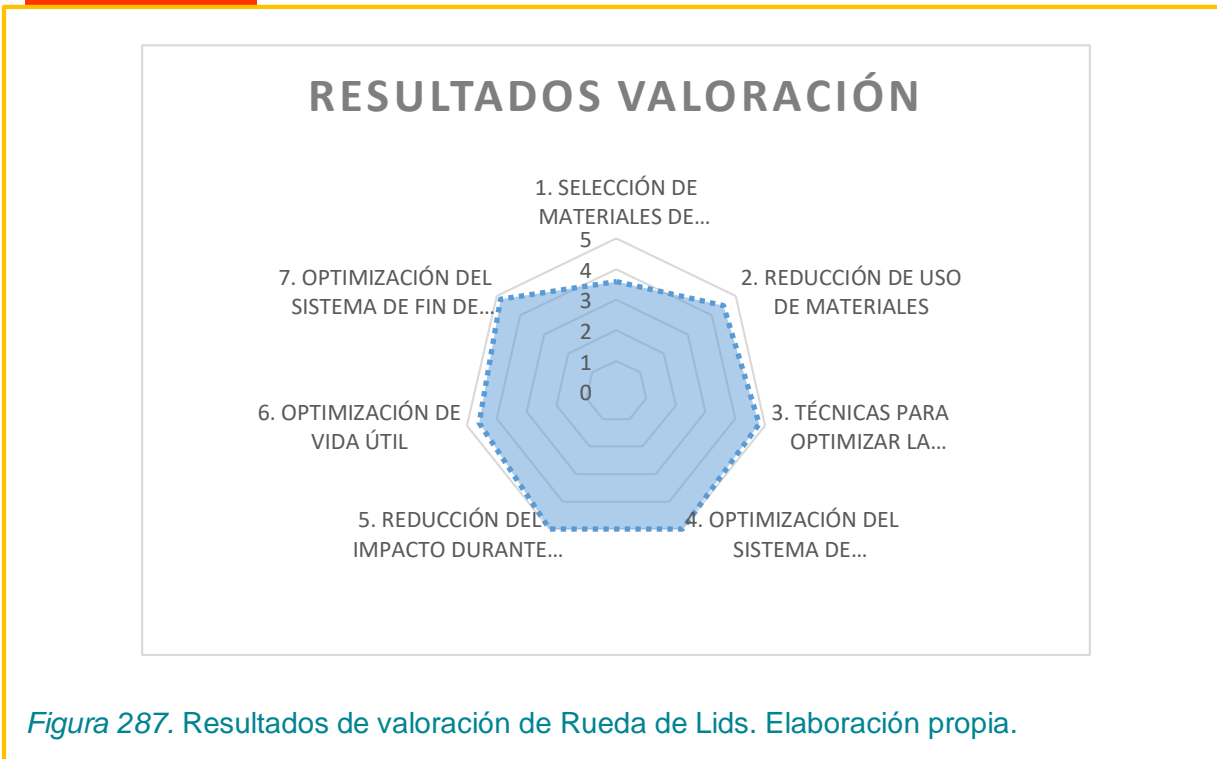 RESULTADOS VALORACIÓN
1. SELECCIÓN DE
MATERIALES DE...
5
4
3
2
1
0
2. REDUCCIÓN DE USO
DE MATERIALES
3. TÉCNICAS PARA
OPTIMIZAR LA...
4. OPTIMIZACIÓN DEL
SISTEMA DE...
5. REDUCCIÓN DEL
IMPACTO DURANTE...
6. OPTIMIZACIÓN DE
VIDA ÚTIL
7. OPTIMIZACIÓN DEL
SISTEMA DE FIN DE...
Figura 287. Resultados de valoración de Rueda de Lids. Elaboración propia.